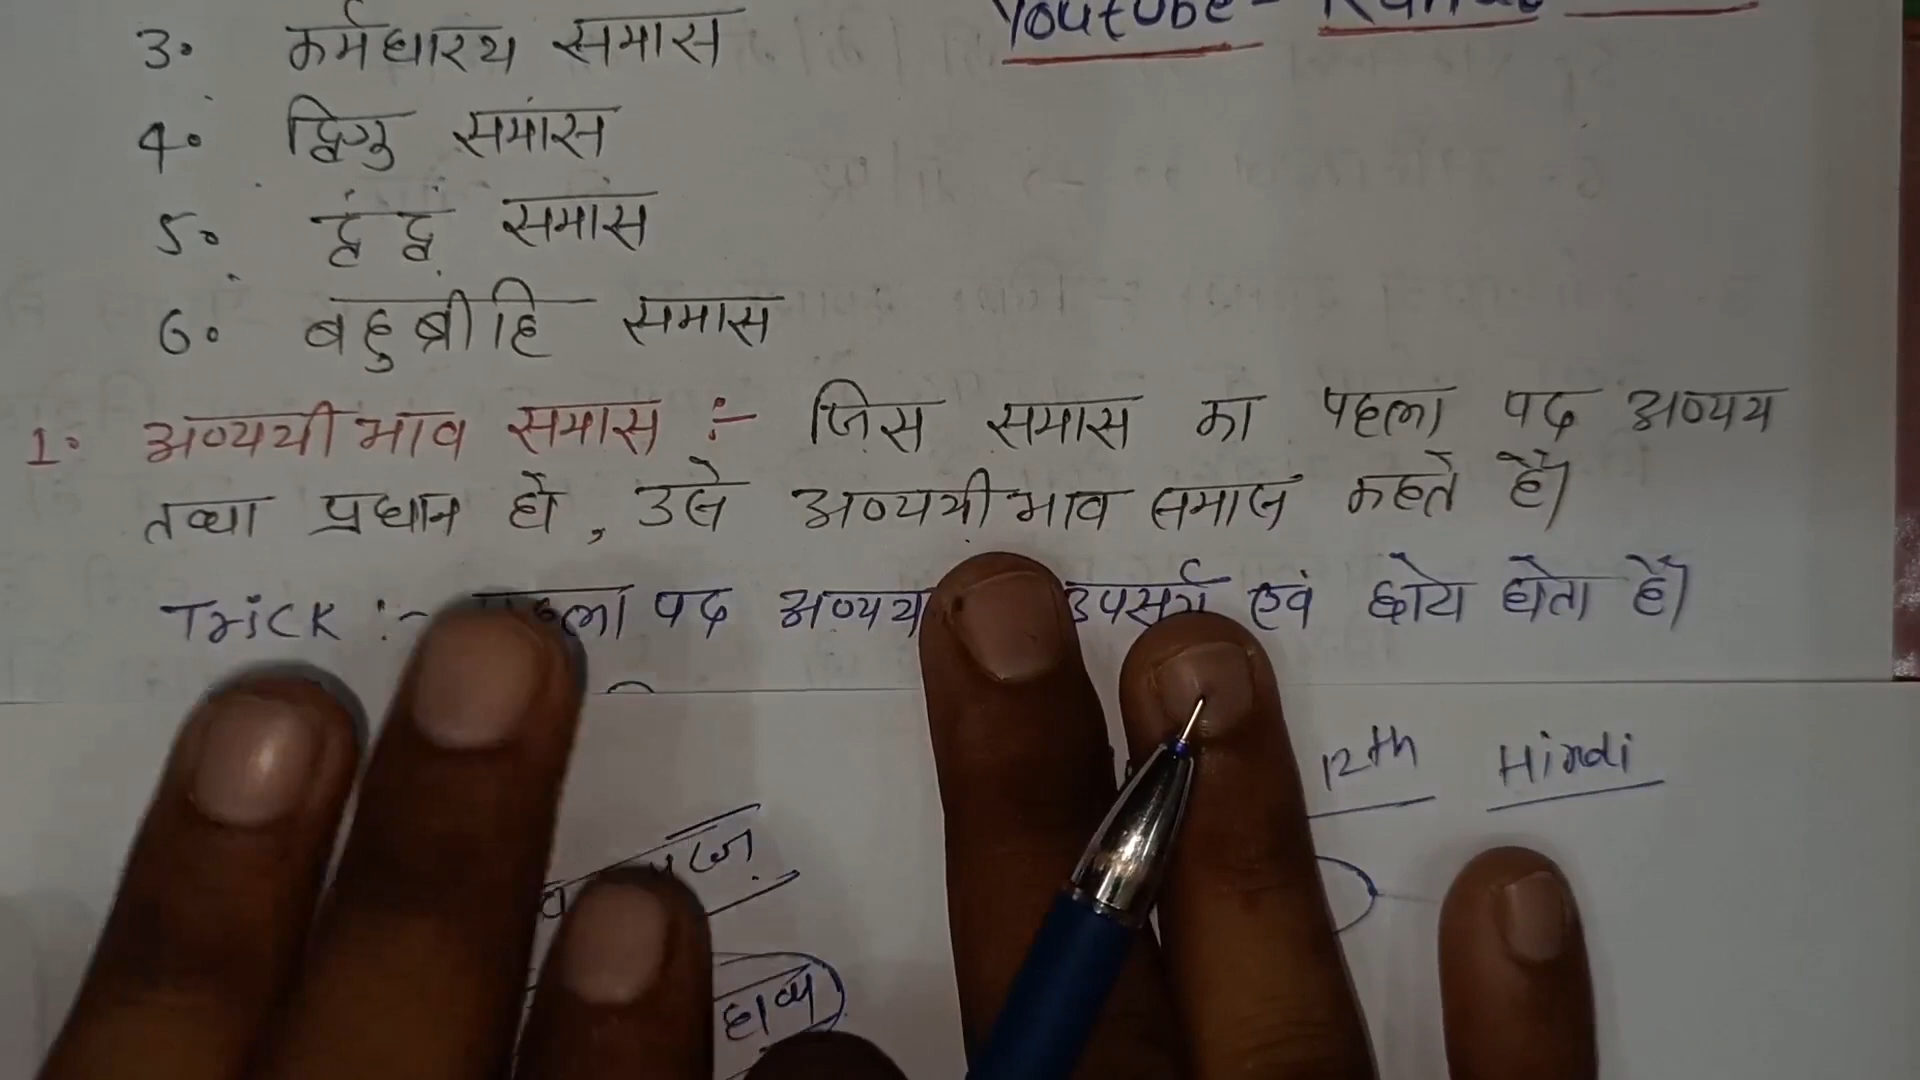 Youtube -
3. कर्मधारय समास
4. द्विगु समास
5. द्वंद्व समास
6. बहुब्रीहि समास
1. अव्ययीभाव समास :- जिस समास का पहला पद अव्यय
तथा प्रधान हो, उसे अव्ययीभाव समास कहते हैं।
Trick :- पद अव्यय उपसर्ग एवं छोटा होता है।
12th Hindi